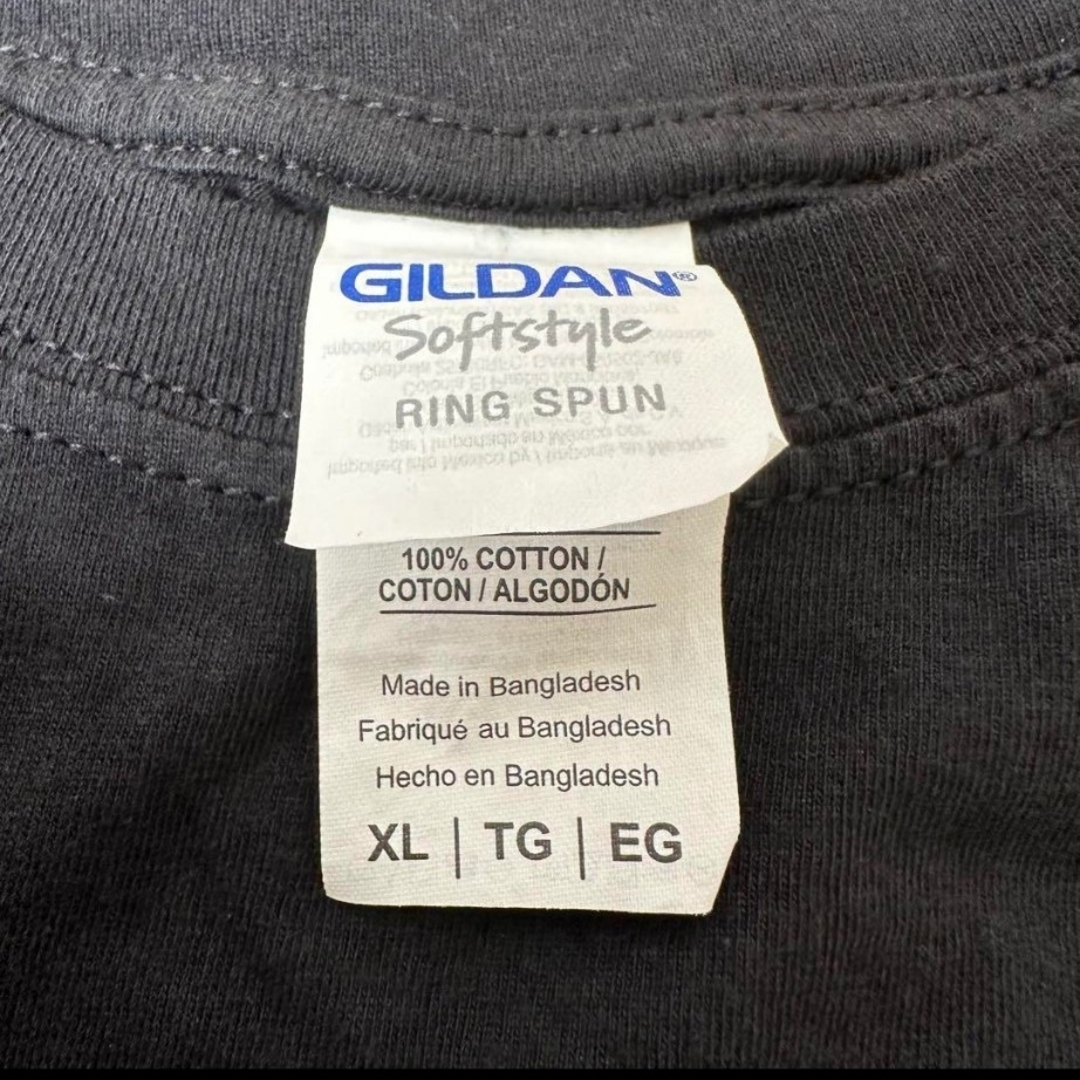 GILDAN®
Softstyle
RING SPUN
100% COTTON /
COTON / ALGODÓN
Made in Bangladesh
Fabriqué au Bangladesh
Hecho en Bangladesh
XL | TG | EG